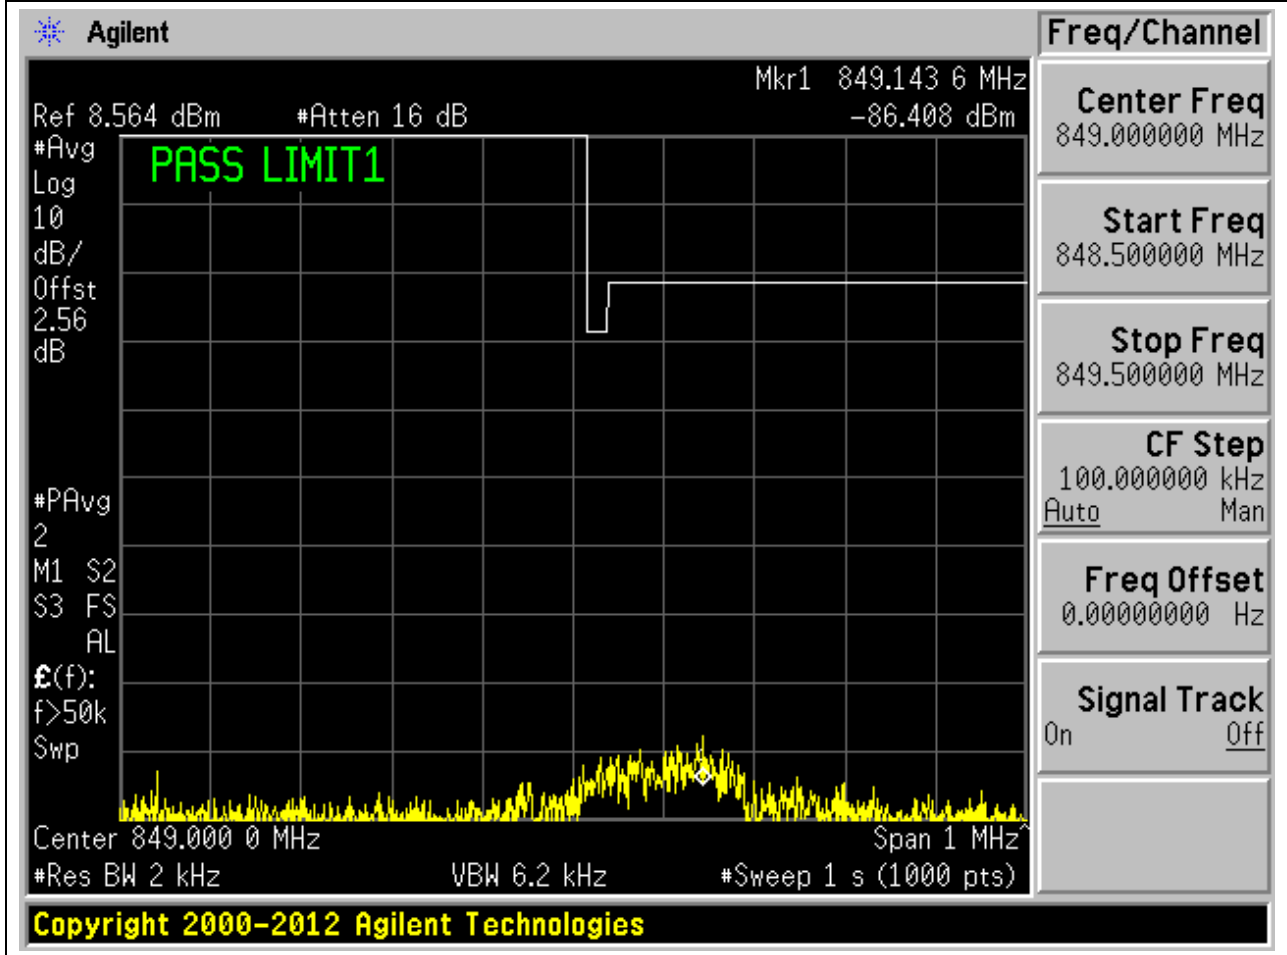 Agilent
Freq/Channel
Mkr1 849.143 6 MHz
Ref 8.564 dBm #Atten 16 dB -86.408 dBm
#Avg
Log
10
dB/
Offst
2.56
dB
PASS LIMIT1
#PAvg
2
M1 S2
S3 FS
AL
£(f):
f>50k
Swp
Center 849.000 0 MHz Span 1 MHz^
#Res BW 2 kHz VBW 6.2 kHz #Sweep 1 s (1000 pts)
Copyright 2000-2012 Agilent Technologies
Center Freq
849.000000 MHz
Start Freq
848.500000 MHz
Stop Freq
849.500000 MHz
CF Step
100.000000 kHz
Auto Man
Freq Offset
0.00000000 Hz
Signal Track
On Off